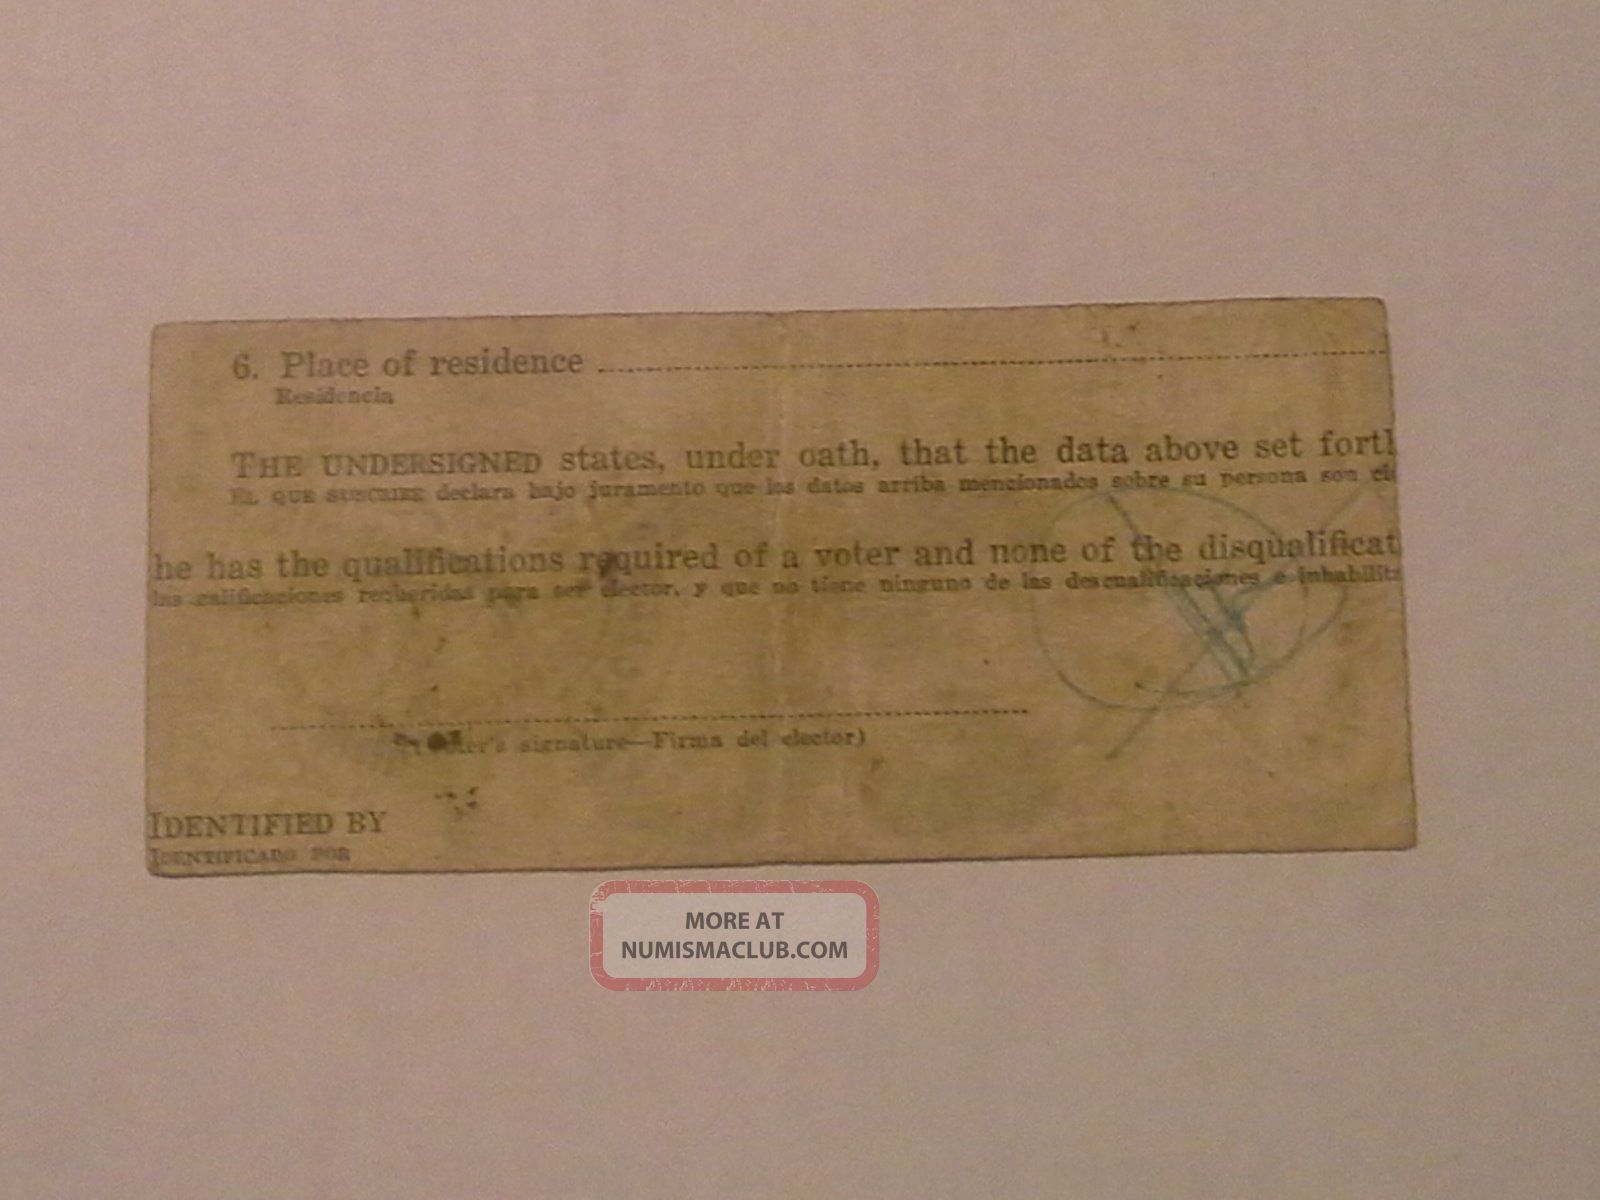 6. Place of residence
Residencia
THE UNDERSIGNED states, under oath, that the data above set forth
EL QUE SUSCRIBE declara bajo juramento que los datos arriba mencionados sobre su persona son
he has the qualifications required of a voter and none of the disqualificat
las calificaciones requeridas para ser elector, y que no tiene ninguno de las descualificaciones e inhabilita
(Voter's signature—Firma del elector)
IDENTIFIED BY
IDENTIFICADO POR
MORE AT
NUMISMACLUB.COM